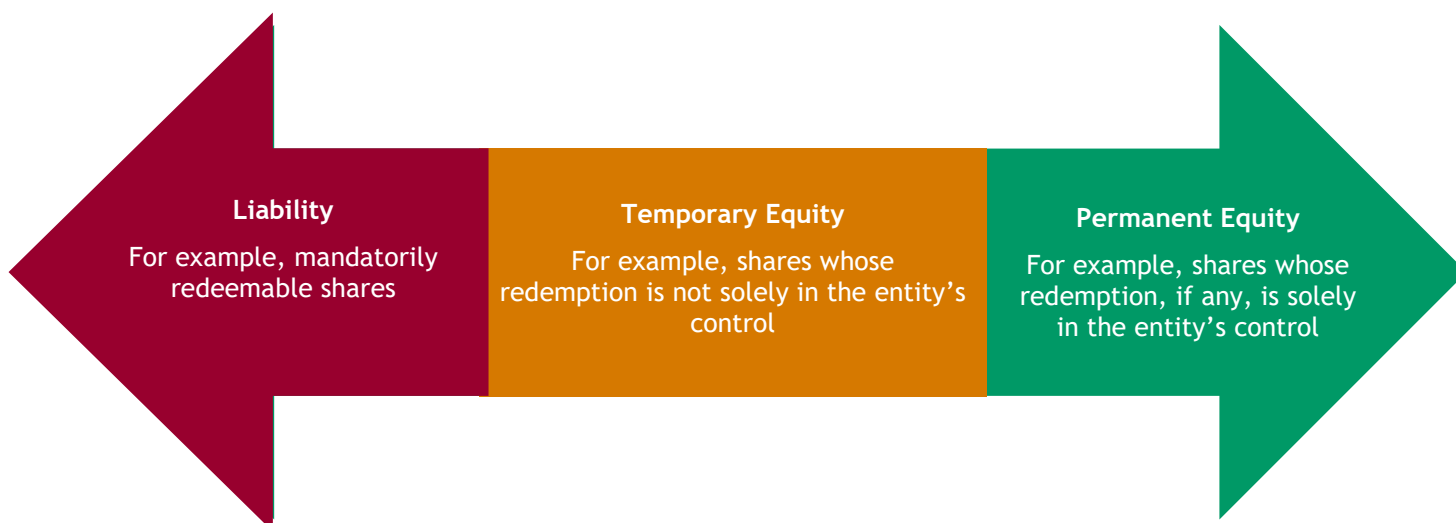 Liability
For example, mandatorily
redeemable shares
Temporary Equity
For example, shares whose
redemption is not solely in the entity’s
control
Permanent Equity
For example, shares whose
redemption, if any, is solely
in the entity’s control